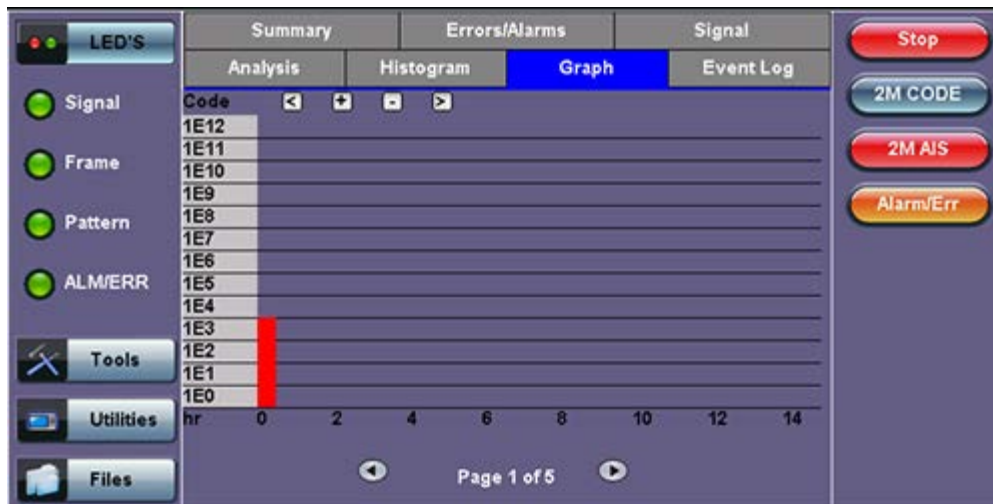 LED'S
Signal
Frame
Pattern
ALM/ERR
Tools
Utilities
Files
Summary Errors/Alarms Signal
Analysis Histogram Graph Event Log
Code < + - >
1E12
1E11
1E10
1E9
1E8
1E7
1E6
1E5
1E4
1E3
1E2
1E1
1E0
hr 0 2 4 6 8 10 12 14
Page 1 of 5
Stop
2M CODE
2M AIS
Alarm/Err